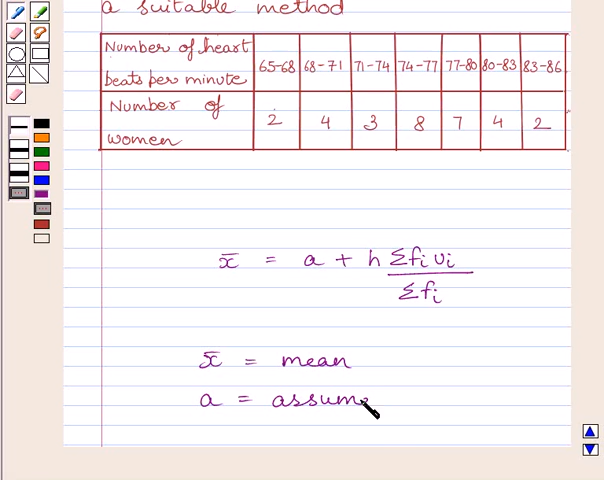 a suitable method
Number of heart beats per minute 65-68 68-71 71-74 74-77 77-80 80-83 83-86
Number of women 2 4 3 8 7 4 2
x̄ = a + h Σfiui
Σfi
x̄ = mean
a = assum